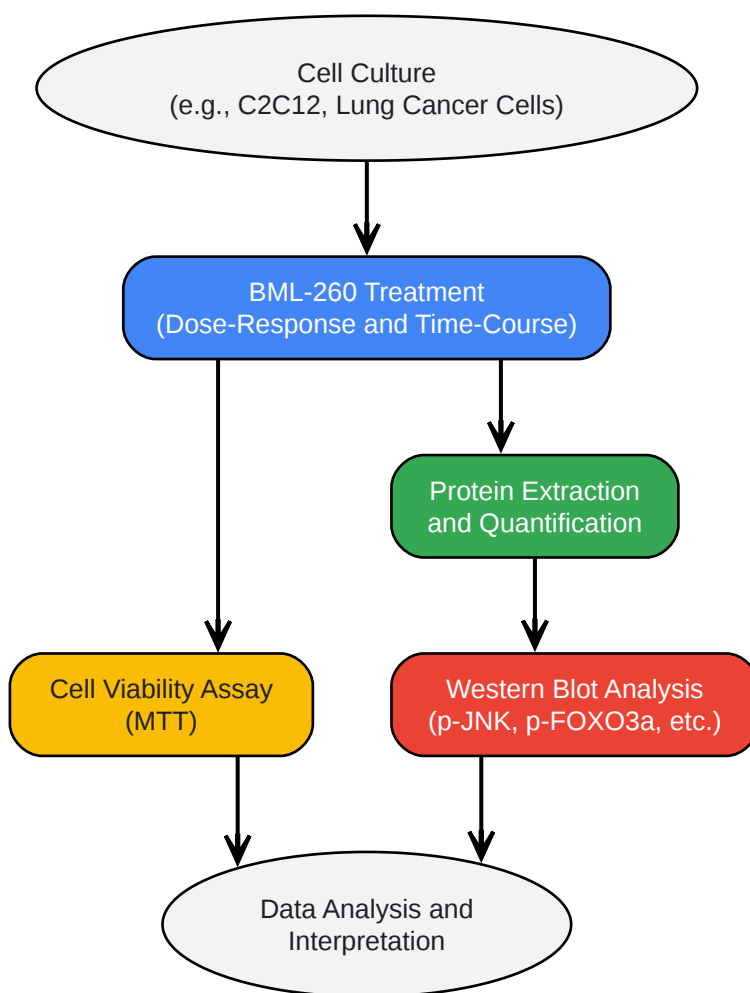 Cell Culture
(e.g., C2C12, Lung Cancer Cells)
BML-260 Treatment
(Dose-Response and Time-Course)
Protein Extraction
and Quantification
Cell Viability Assay
(MTT)
Western Blot Analysis
(p-JNK, p-FOXO3a, etc.)
Data Analysis and
Interpretation